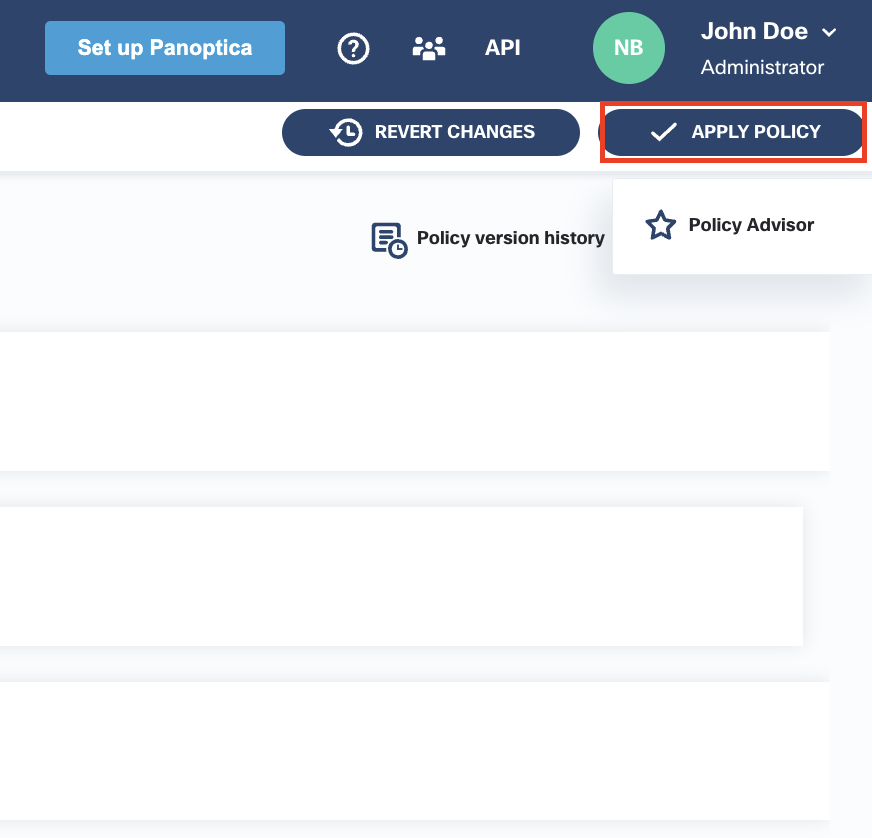 Set up Panoptica
?
API
NB
John Doe
Administrator
REVERT CHANGES
APPLY POLICY
Policy version history
Policy Advisor